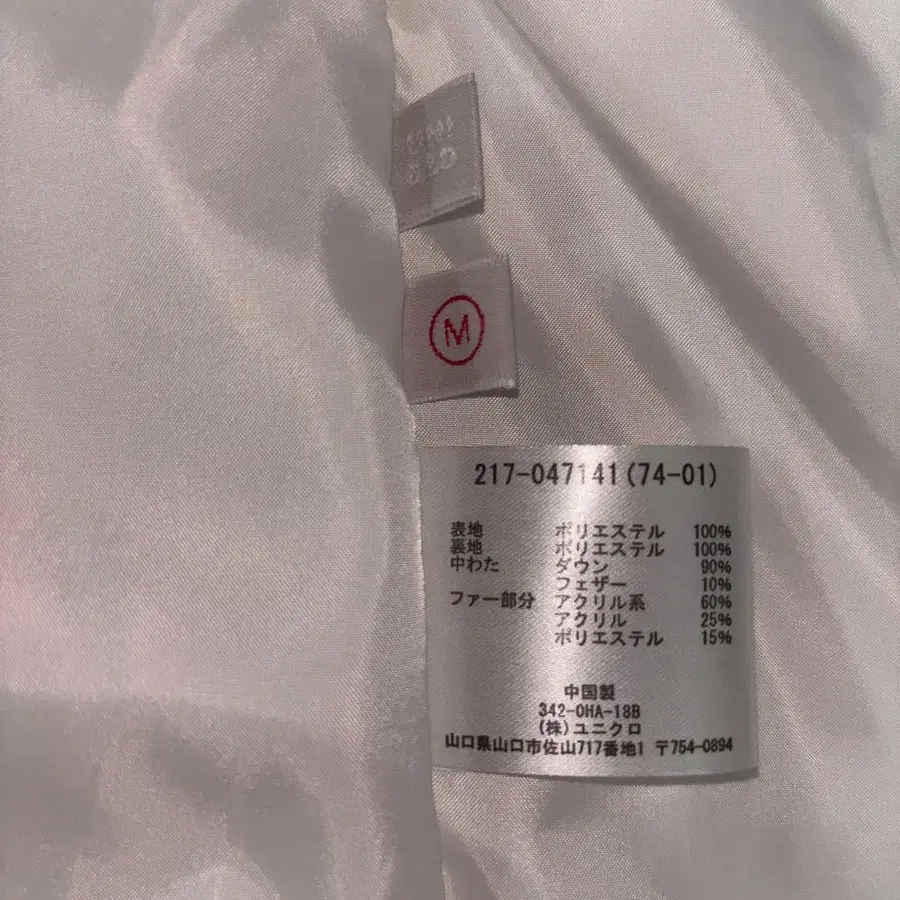 M
217-047141(74-01)
表地 ポリエステル 100%
裏地 ポリエステル 100%
中わた ダウン 90%
フェザー 10%
ファー部分 アクリル系 60%
アクリル 25%
ポリエステル 15%
中国製
342-OHA-18B
(株)ユニクロ
山口県山口市佐山717番地1 〒754-0894